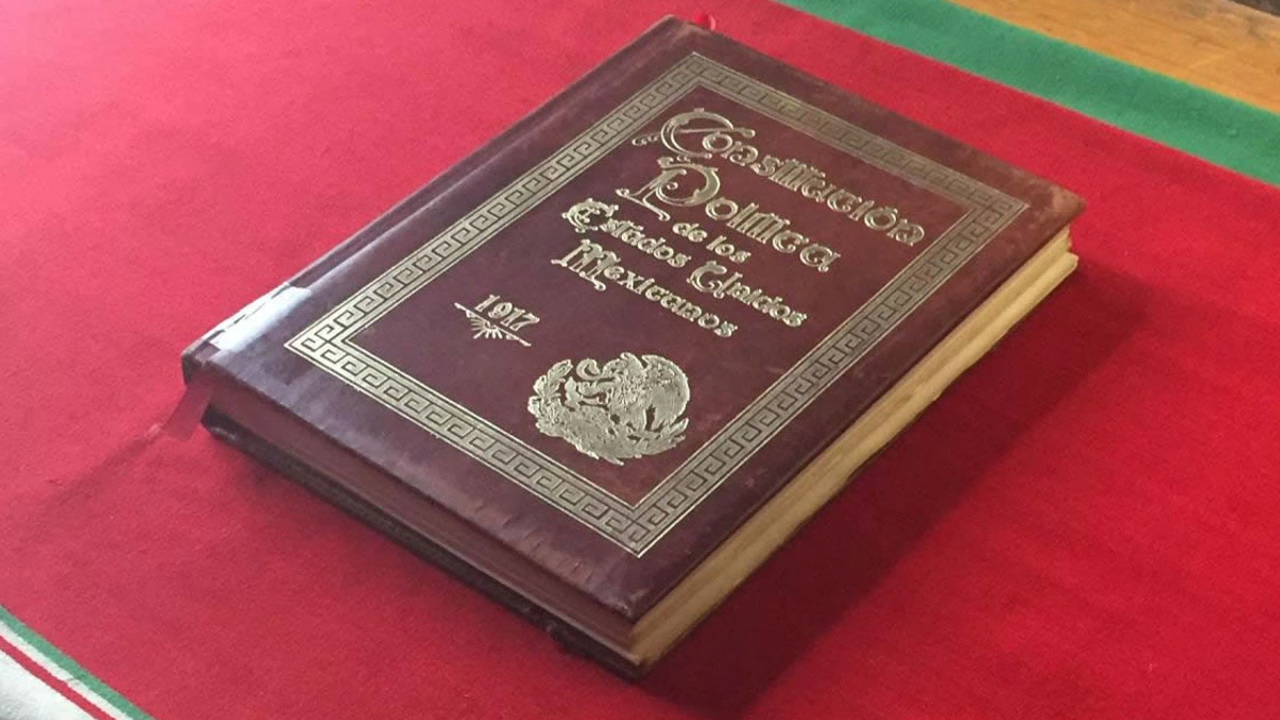 Constitución
Política
de los
Estados Unidos
Mexicanos
1917